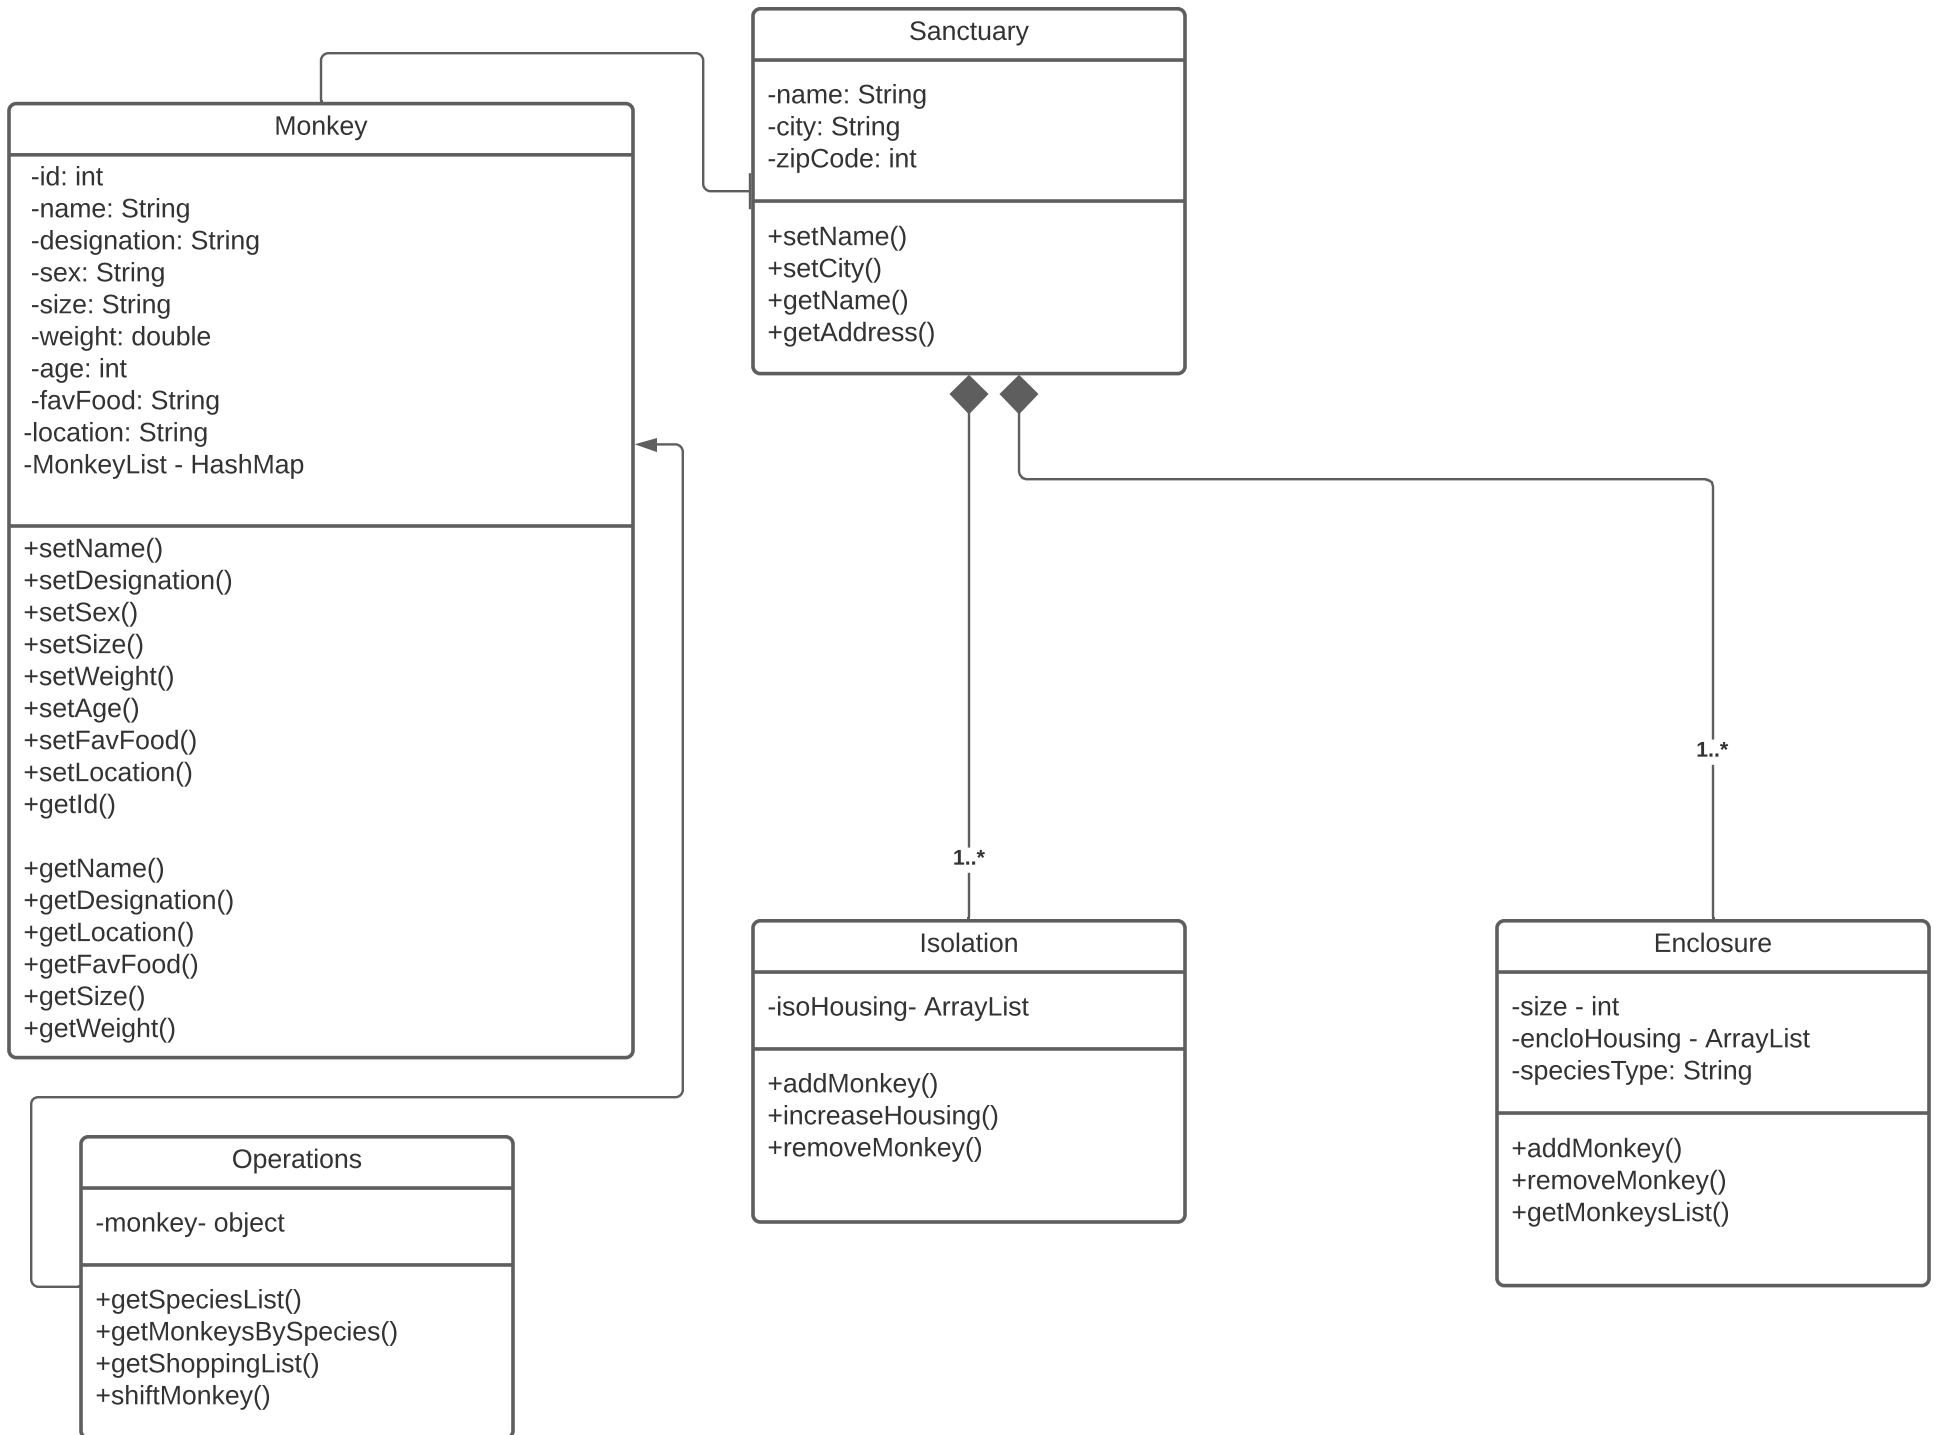 Sanctuary
-name: String
-city: String
-zipCode: int
+setName()
+setCity()
+getName()
+getAddress()
Monkey
-id: int
-name: String
-designation: String
-sex: String
-size: String
-weight: double
-age: int
-favFood: String
-location: String
-MonkeyList - HashMap
+setName()
+setDesignation()
+setSex()
+setSize()
+setWeight()
+setAge()
+setFavFood()
+setLocation()
+getId()
+getName()
+getDesignation()
+getLocation()
+getFavFood()
+getSize()
+getWeight()
1..*
1..*
Isolation
-isoHousing- ArrayList
+addMonkey()
+increaseHousing()
+removeMonkey()
Enclosure
-size - int
-encloHousing - ArrayList
-speciesType: String
+addMonkey()
+removeMonkey()
+getMonkeysList()
Operations
-monkey- object
+getSpeciesList()
+getMonkeysBySpecies()
+getShoppingList()
+shiftMonkey()